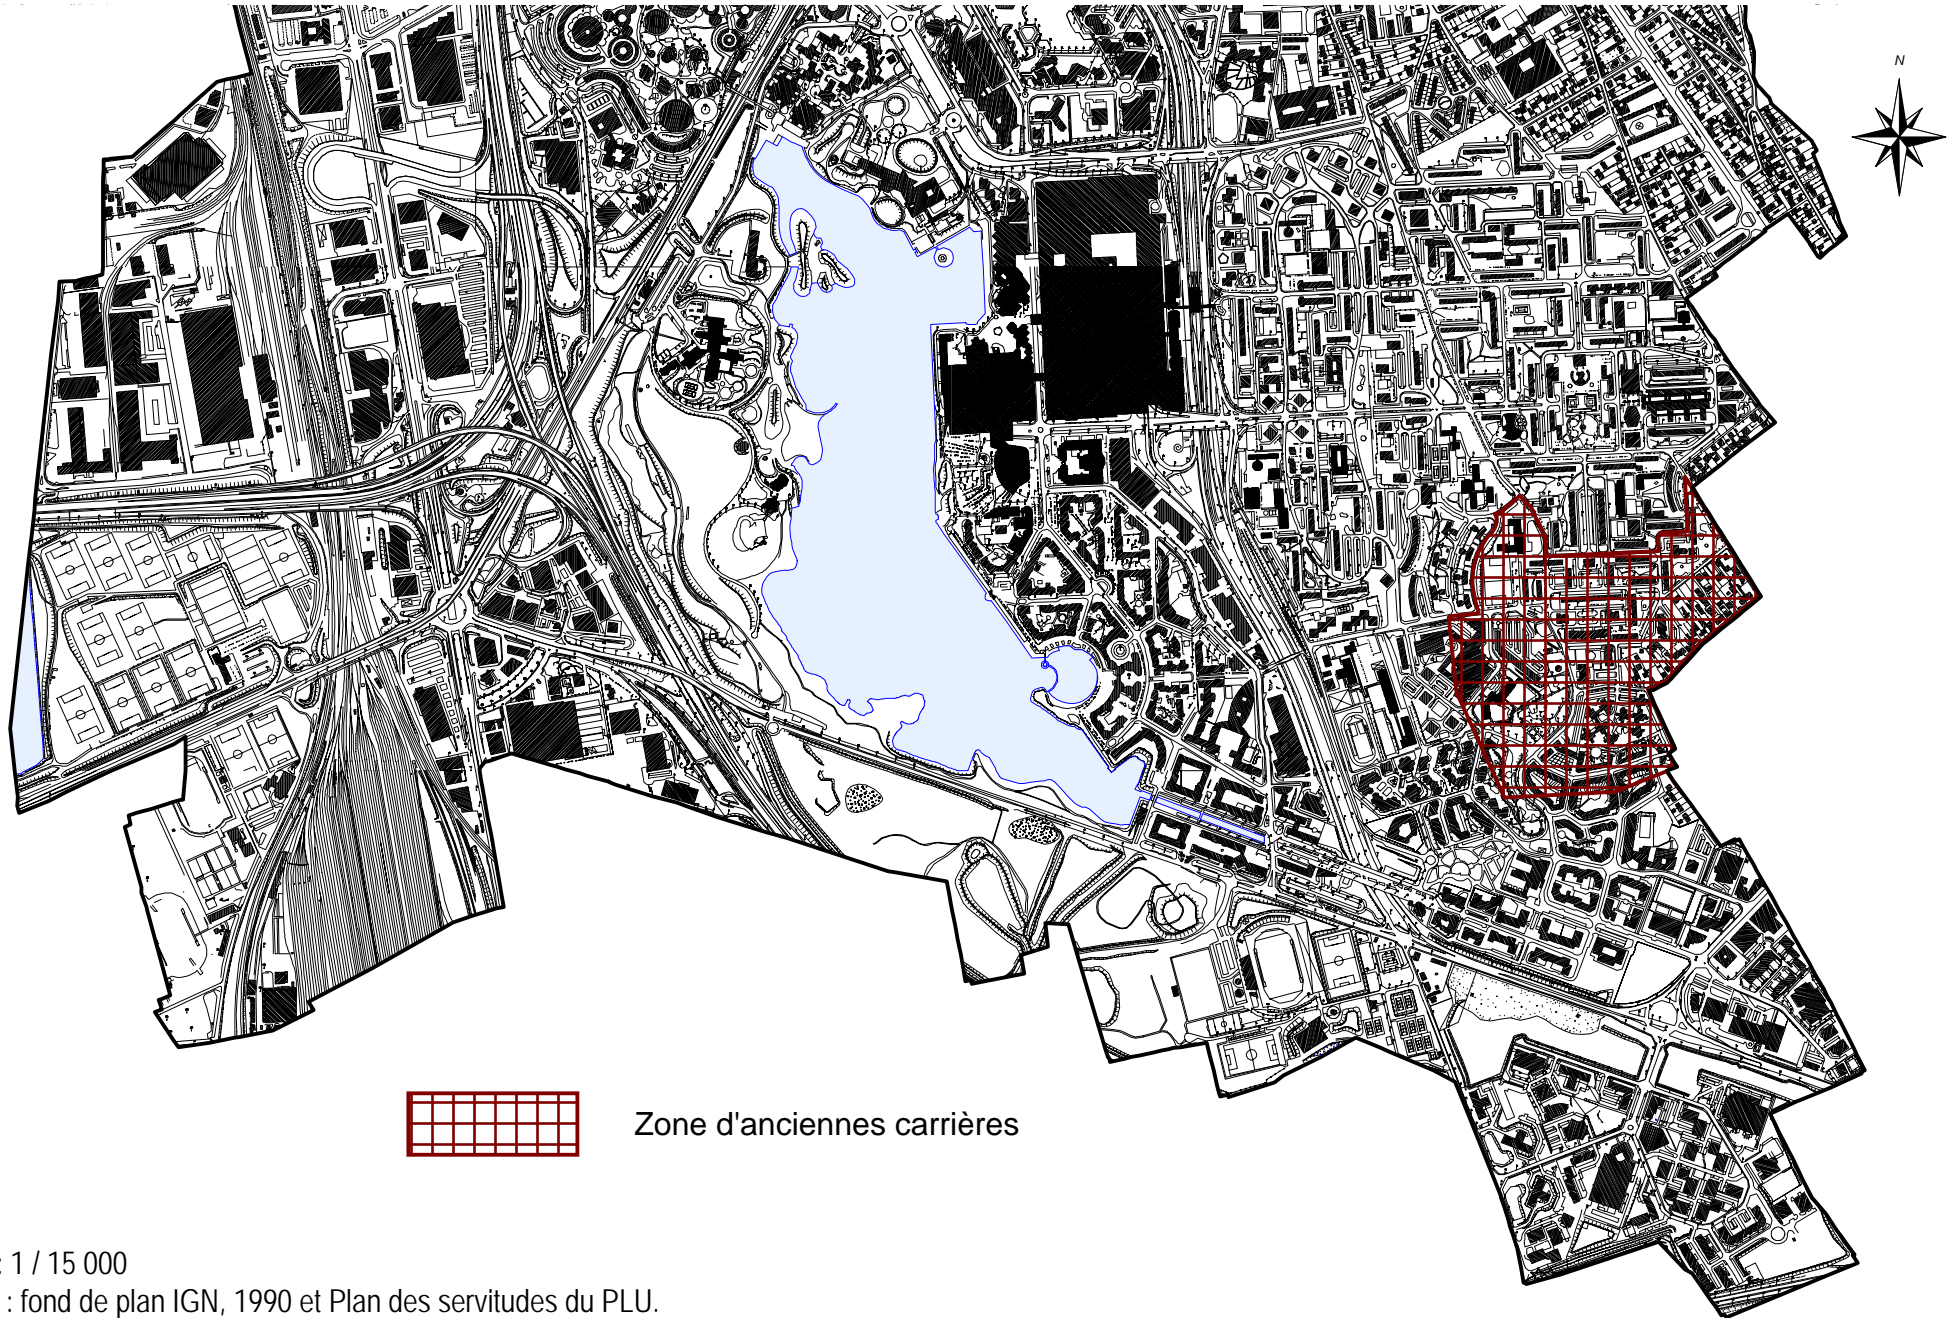 N
Zone d'anciennes carrières
: 1 / 15 000
: fond de plan IGN, 1990 et Plan des servitudes du PLU.